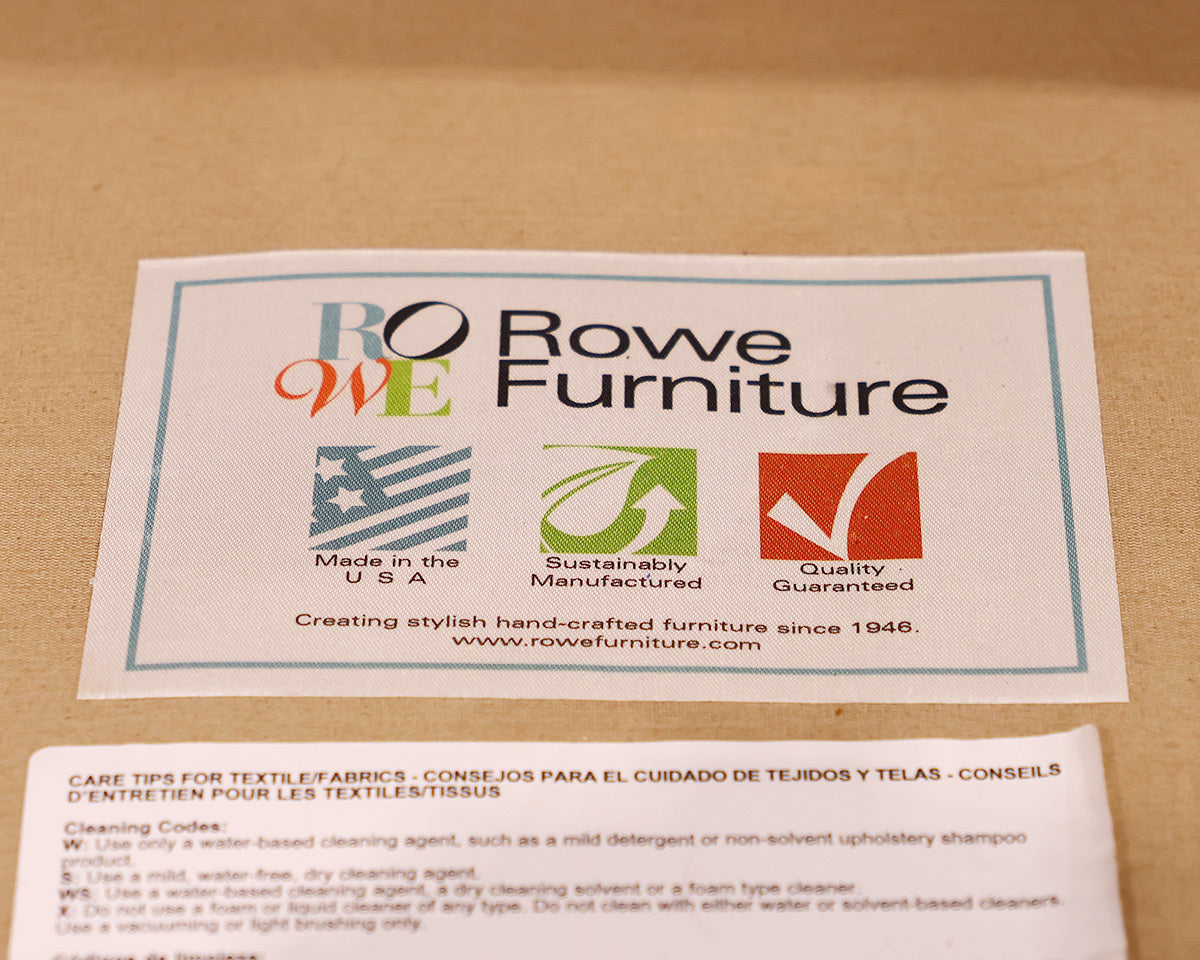 RO
WE
Rowe
Furniture
Made in the
USA
Sustainably
Manufactured
Quality
Guaranteed
Creating stylish hand-crafted furniture since 1946.
www.rowefurniture.com
CARE TIPS FOR TEXTILE/FABRICS - CONSEJOS PARA EL CUIDADO DE TEJIDOS Y TELAS - CONSEILS
D'ENTRETIEN POUR LES TEXTILES/TISSUS
Cleaning Codes:
W: Use only a water-based cleaning agent, such as a mild detergent or non-solvent upholstery shampoo
product.
S: Use a mild, water-free, dry cleaning agent.
WS: Use a water-based cleaning agent, a dry cleaning solvent or a foam type cleaner.
X: Do not use a foam or liquid cleaner of any type. Do not clean with either water or solvent-based cleaners.
Use a vacuuming or light brushing only.
Códigos de limpieza: